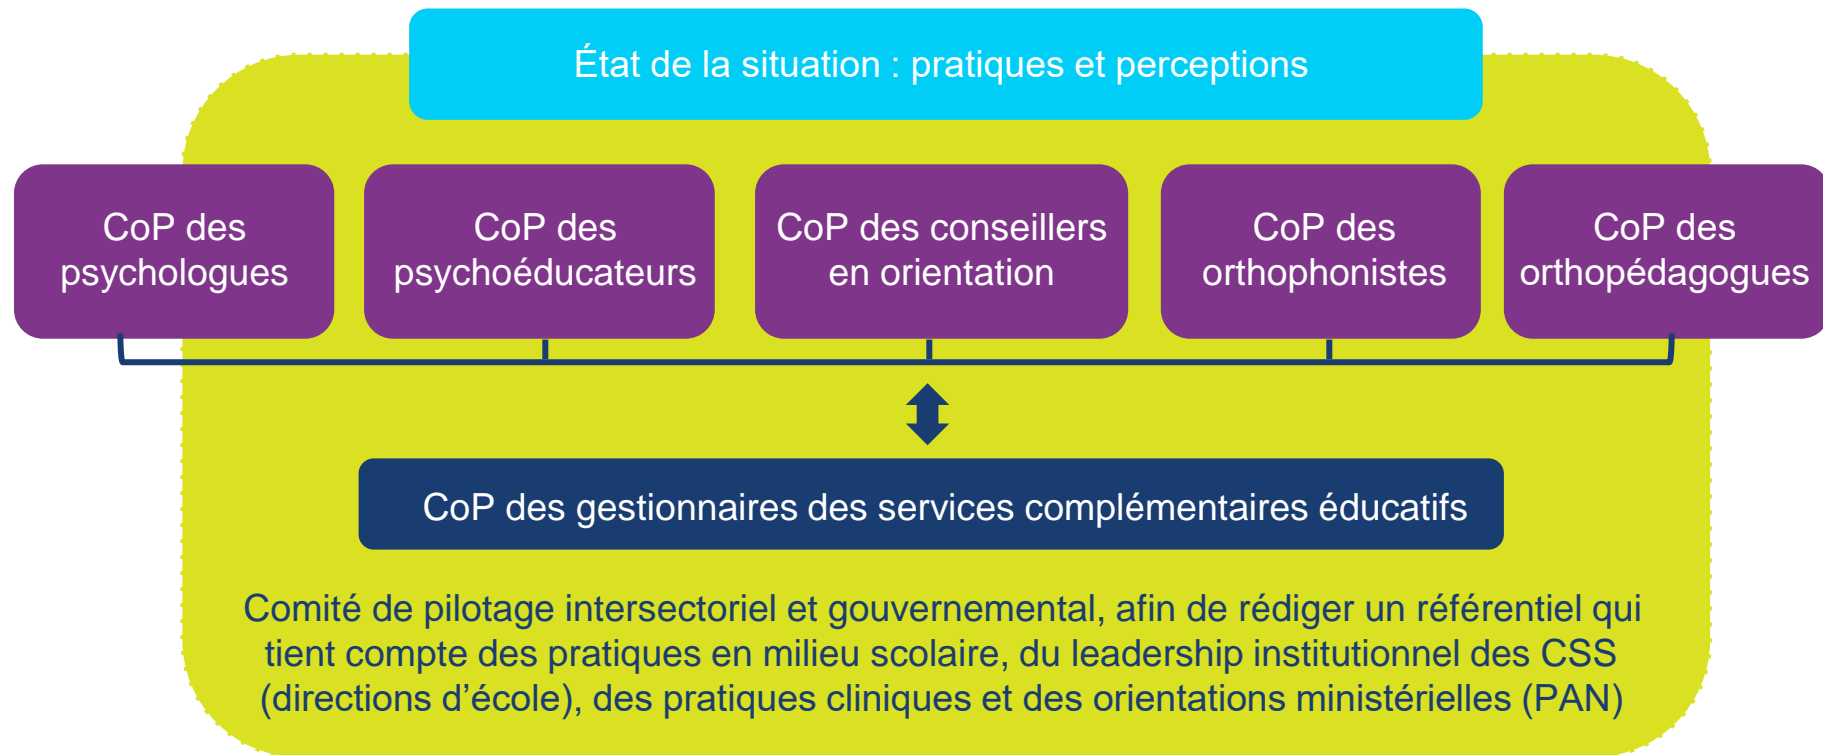 État de la situation : pratiques et perceptions
CoP des
psychologues
CoP des
psychoéducateurs
CoP des conseillers
en orientation
CoP des
orthophonistes
CoP des
orthopédagogues
CoP des gestionnaires des services complémentaires éducatifs
Comité de pilotage intersectoriel et gouvernemental, afin de rédiger un référentiel qui
tient compte des pratiques en milieu scolaire, du leadership institutionnel des CSS
(directions d’école), des pratiques cliniques et des orientations ministérielles (PAN)